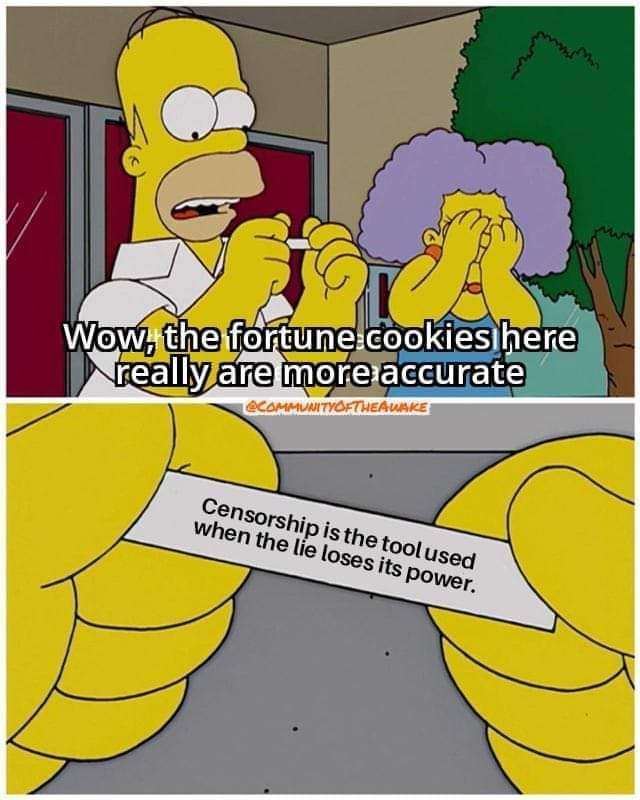 Wow, the fortune cookies here
really are more accurate
@COMMUNITYOFTHEAWAKE
Censorship is the tool used
when the lie loses its power.